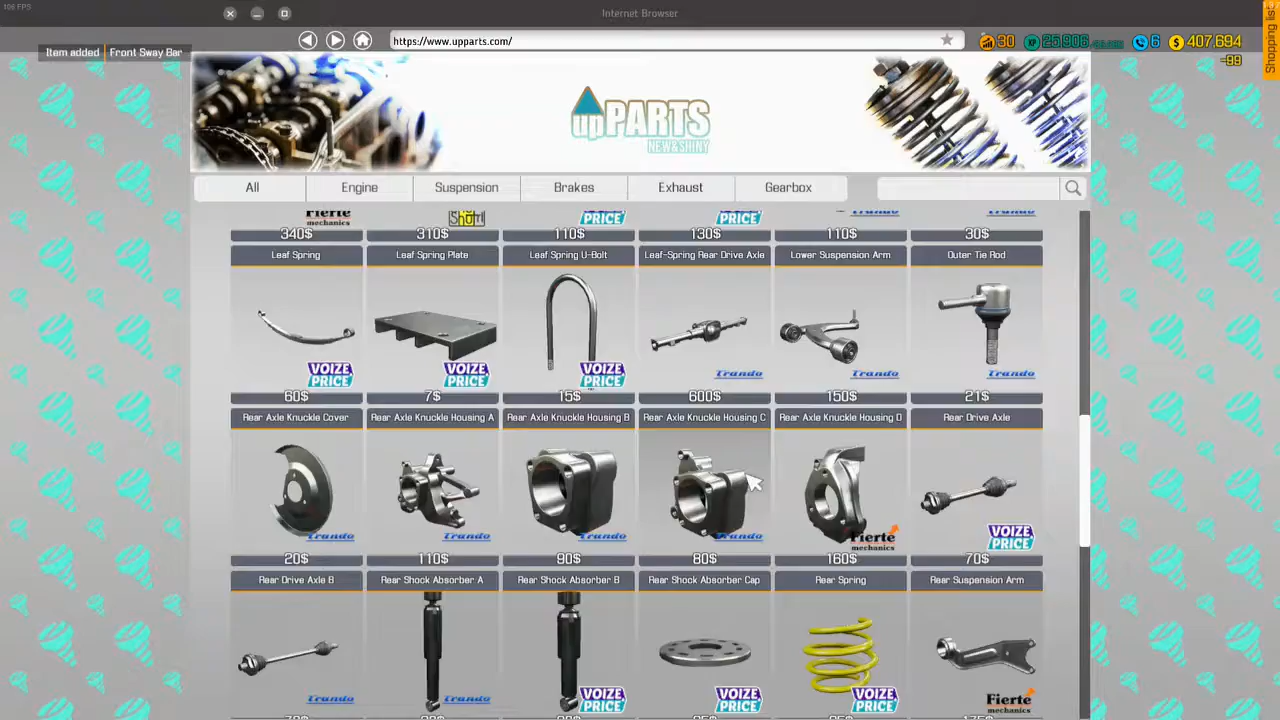 106 FPS
Internet Browser
https://www.upparts.com/
Item added Front Sway Bar
30 6 407,694
-99
Shopping list
upPARTS
NEW&SHINY
All Engine Suspension Brakes Exhaust Gearbox
Fierte mechanics PRICE PRICE
340$ 310$ 110$ 130$ 110$ 30$
Leaf Spring Leaf Spring Plate Leaf Spring U-Bolt Leaf-Spring Rear Drive Axle Lower Suspension Arm Outer Tie Rod
VOIZE PRICE VOIZE PRICE VOIZE PRICE Trando Trando Trando
60$ 7$ 15$ 600$ 150$ 21$
Rear Axle Knuckle Cover Rear Axle Knuckle Housing A Rear Axle Knuckle Housing B Rear Axle Knuckle Housing C Rear Axle Knuckle Housing D Rear Drive Axle
Trando Trando Trando Trando Fierte mechanics VOIZE PRICE
20$ 110$ 90$ 80$ 160$ 70$
Rear Drive Axle B Rear Shock Absorber A Rear Shock Absorber B Rear Shock Absorber Cap Rear Spring Rear Suspension Arm
Trando Trando VOIZE PRICE VOIZE PRICE VOIZE PRICE Fierte mechanics